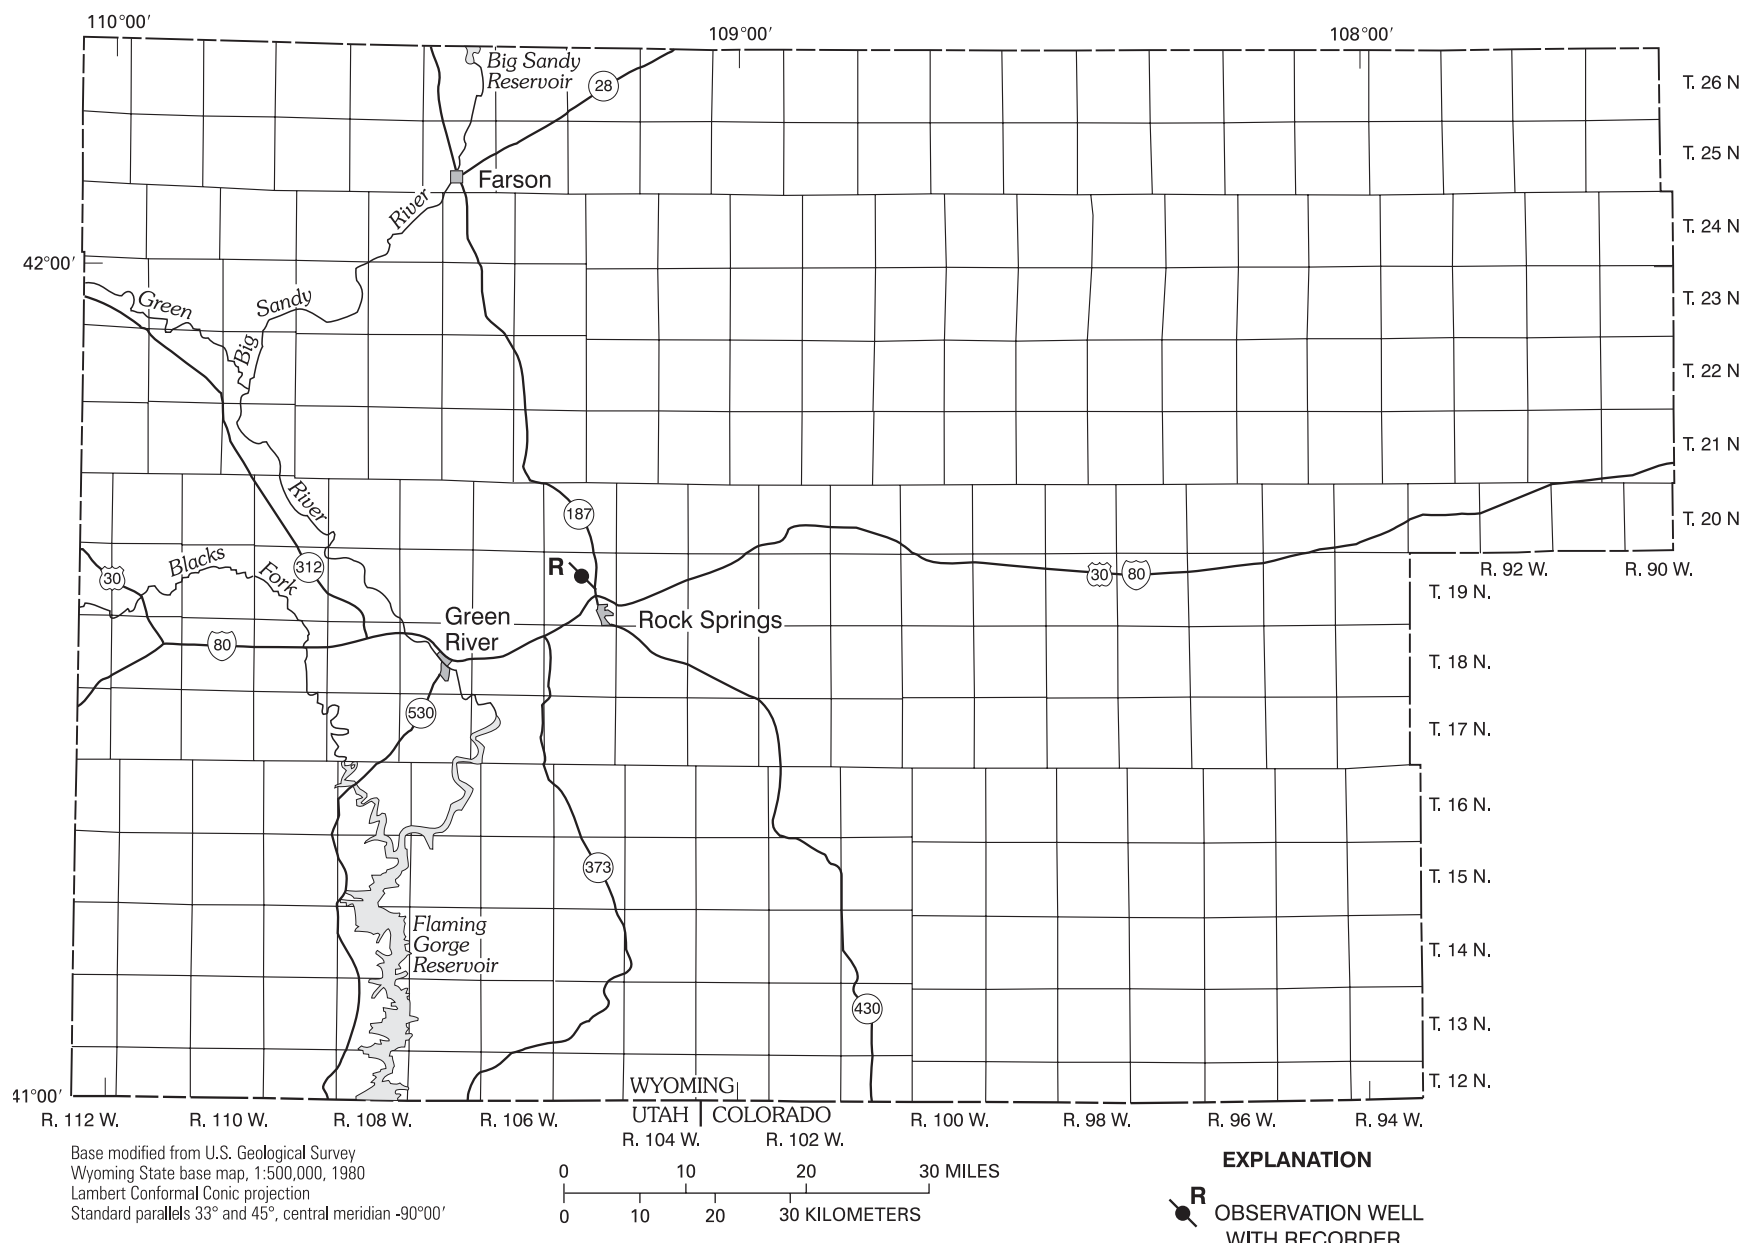 110°00′
109°00′
108°00′
Big Sandy
Reservoir
28
T. 26 N
T. 25 N
Farson
River
T. 24 N
42°00′
Green
Sandy
Big
T. 23 N
T. 22 N
T. 21 N
River
187
T. 20 N
Blacks
Fork
312
30
R
30
80
R. 92 W.
R. 90 W.
T. 19 N.
Green
River
Rock Springs
80
T. 18 N.
530
T. 17 N.
T. 16 N.
373
T. 15 N.
Flaming
Gorge
Reservoir
T. 14 N.
430
T. 13 N.
41°00′
WYOMING
T. 12 N.
UTAH
COLORADO
R. 112 W.
R. 110 W.
R. 108 W.
R. 106 W.
R. 104 W.
R. 102 W.
R. 100 W.
R. 98 W.
R. 96 W.
R. 94 W.
Base modified from U.S. Geological Survey
Wyoming State base map, 1:500,000, 1980
Lambert Conformal Conic projection
Standard parallels 33° and 45°, central meridian -90°00′
0 10 20 30 MILES
0 10 20 30 KILOMETERS
EXPLANATION
R
OBSERVATION WELL
WITH RECORDER